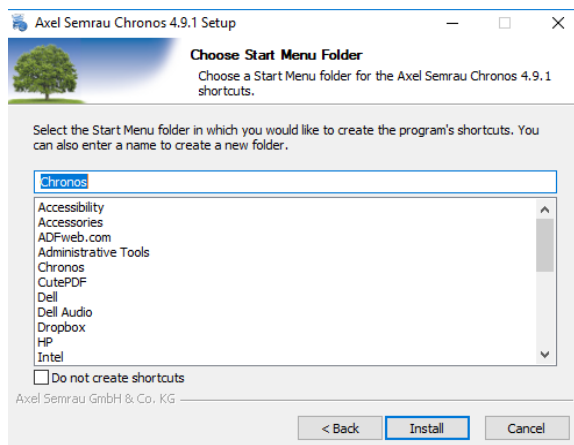 Axel Semrau Chronos 4.9.1 Setup
Choose Start Menu Folder
Choose a Start Menu folder for the Axel Semrau Chronos 4.9.1
shortcuts.
Select the Start Menu folder in which you would like to create the program's shortcuts. You
can also enter a name to create a new folder.
Chronos
Accessibility
Accessories
ADFweb.com
Administrative Tools
Chronos
CutePDF
Dell
Dell Audio
Dropbox
HP
Intel
Do not create shortcuts
Axel Semrau GmbH & Co. KG
< Back
Install
Cancel